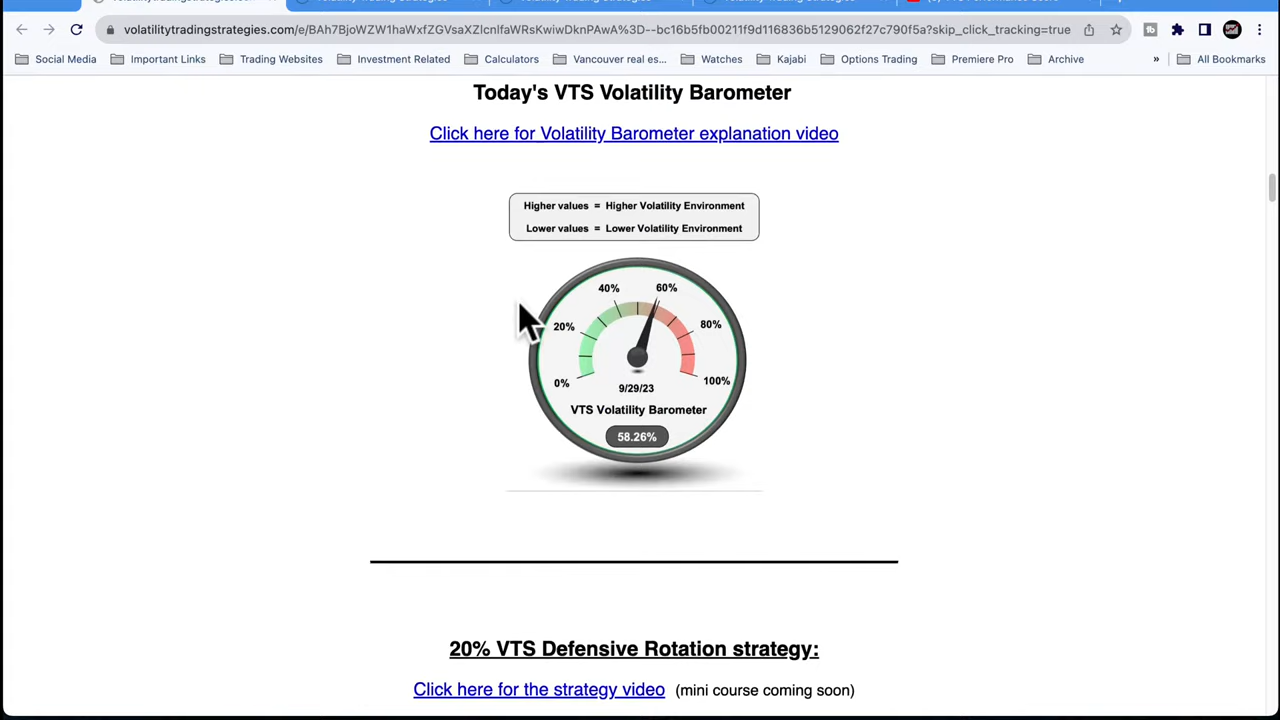 volatilitytradingstrategies.com/e/BAh7BjoWZW1haWxfZGVsaXZlcnlfaWRsKwiwDknPAwA%3D--bc16b5fb00211f9d116836b5129062f27c790f5a?skip_click_tracking=true
Social Media Important Links Trading Websites Investment Related Calculators Vancouver real es... Watches Kajabi Options Trading Premiere Pro Archive » All Bookmarks
Today's VTS Volatility Barometer
Click here for Volatility Barometer explanation video
Higher values = Higher Volatility Environment
Lower values = Lower Volatility Environment
40% 60%
20% 80%
0% 100%
9/29/23
VTS Volatility Barometer
58.26%
20% VTS Defensive Rotation strategy:
Click here for the strategy video (mini course coming soon)